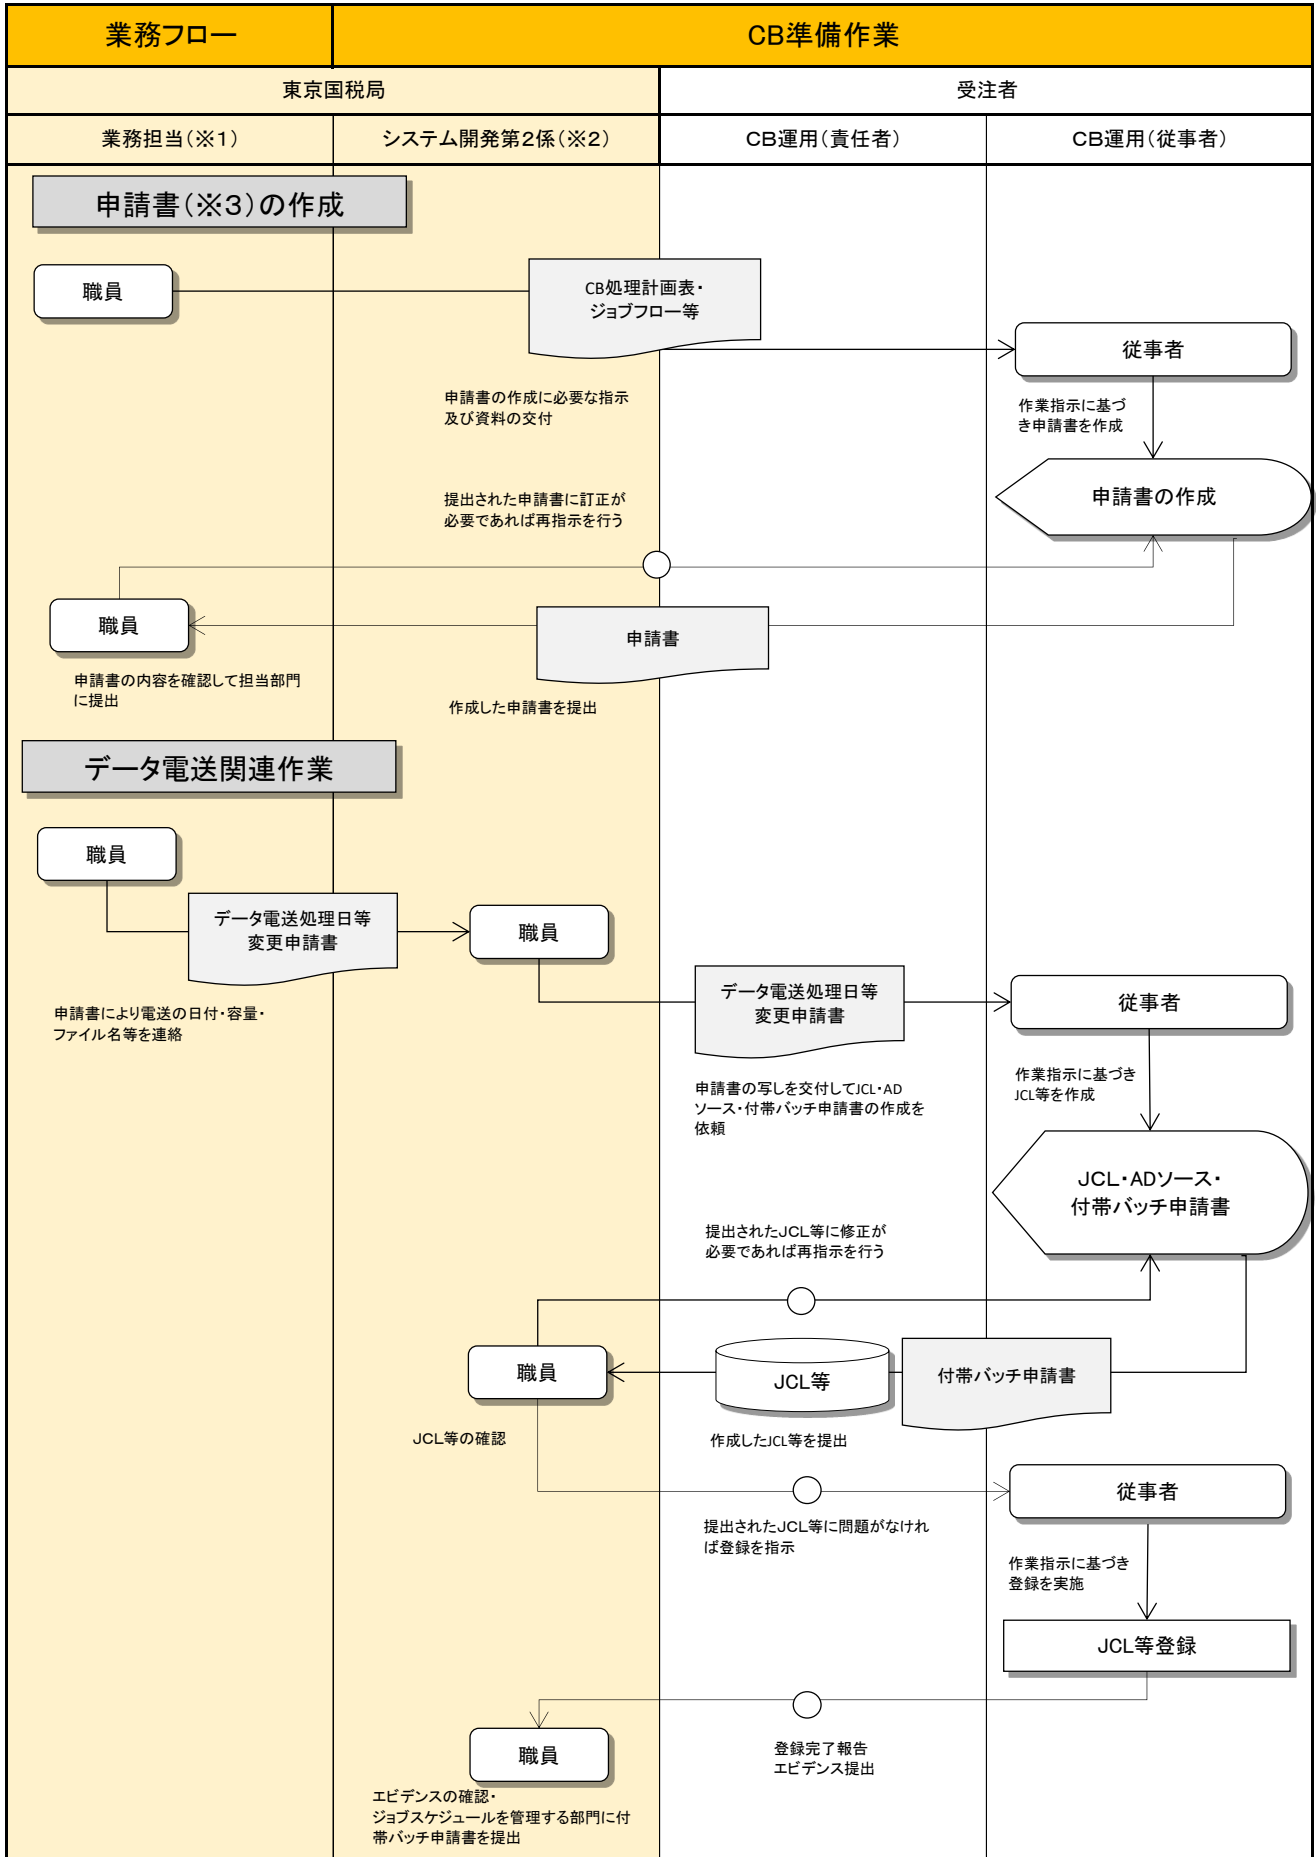 業務フロー
CB準備作業
東京国税局
受注者
業務担当(※1)
システム開発第2係(※2)
CB運用(責任者)
CB運用(従事者)
申請書(※3)の作成
職員
CB処理計画表・
ジョブフロー等
従事者
申請書の作成に必要な指示
及び資料の交付
作業指示に基づ
き申請書を作成
申請書の作成
提出された申請書に訂正が
必要であれば再指示を行う
職員
申請書
申請書の内容を確認して担当部門
に提出
作成した申請書を提出
データ電送関連作業
職員
データ電送処理日等
変更申請書
職員
データ電送処理日等
変更申請書
従事者
申請書により電送の日付・容量・
ファイル名等を連絡
申請書の写しを交付してJCL・AD
ソース・付帯バッチ申請書の作成を
依頼
作業指示に基づき
JCL等を作成
JCL・ADソース・
付帯バッチ申請書
提出されたJCL等に修正が
必要であれば再指示を行う
職員
JCL等
付帯バッチ申請書
JCL等の確認
作成したJCL等を提出
従事者
提出されたJCL等に問題がなけれ
ば登録を指示
作業指示に基づき
登録を実施
JCL等登録
職員
登録完了報告
エビデンス提出
エビデンスの確認・
ジョブスケジュールを管理する部門に付
帯バッチ申請書を提出